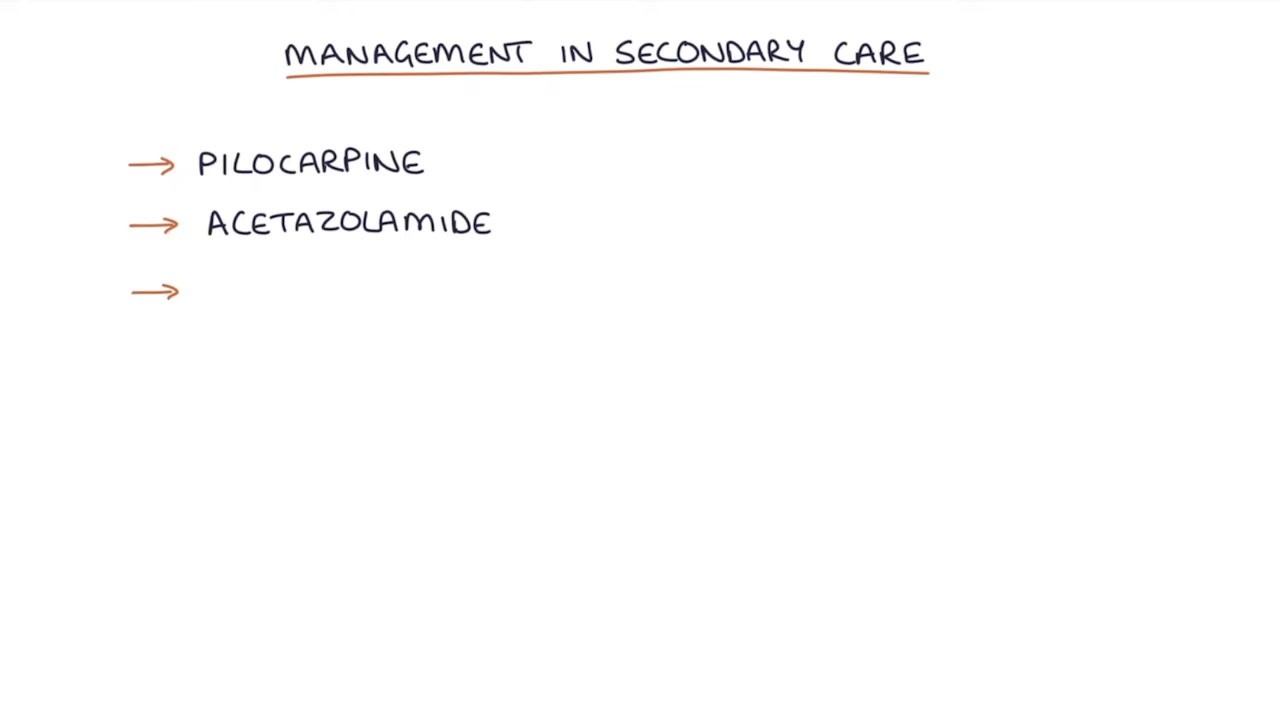 MANAGEMENT IN SECONDARY CARE
→ PILOCARPINE
→ ACETAZOLAMIDE
→